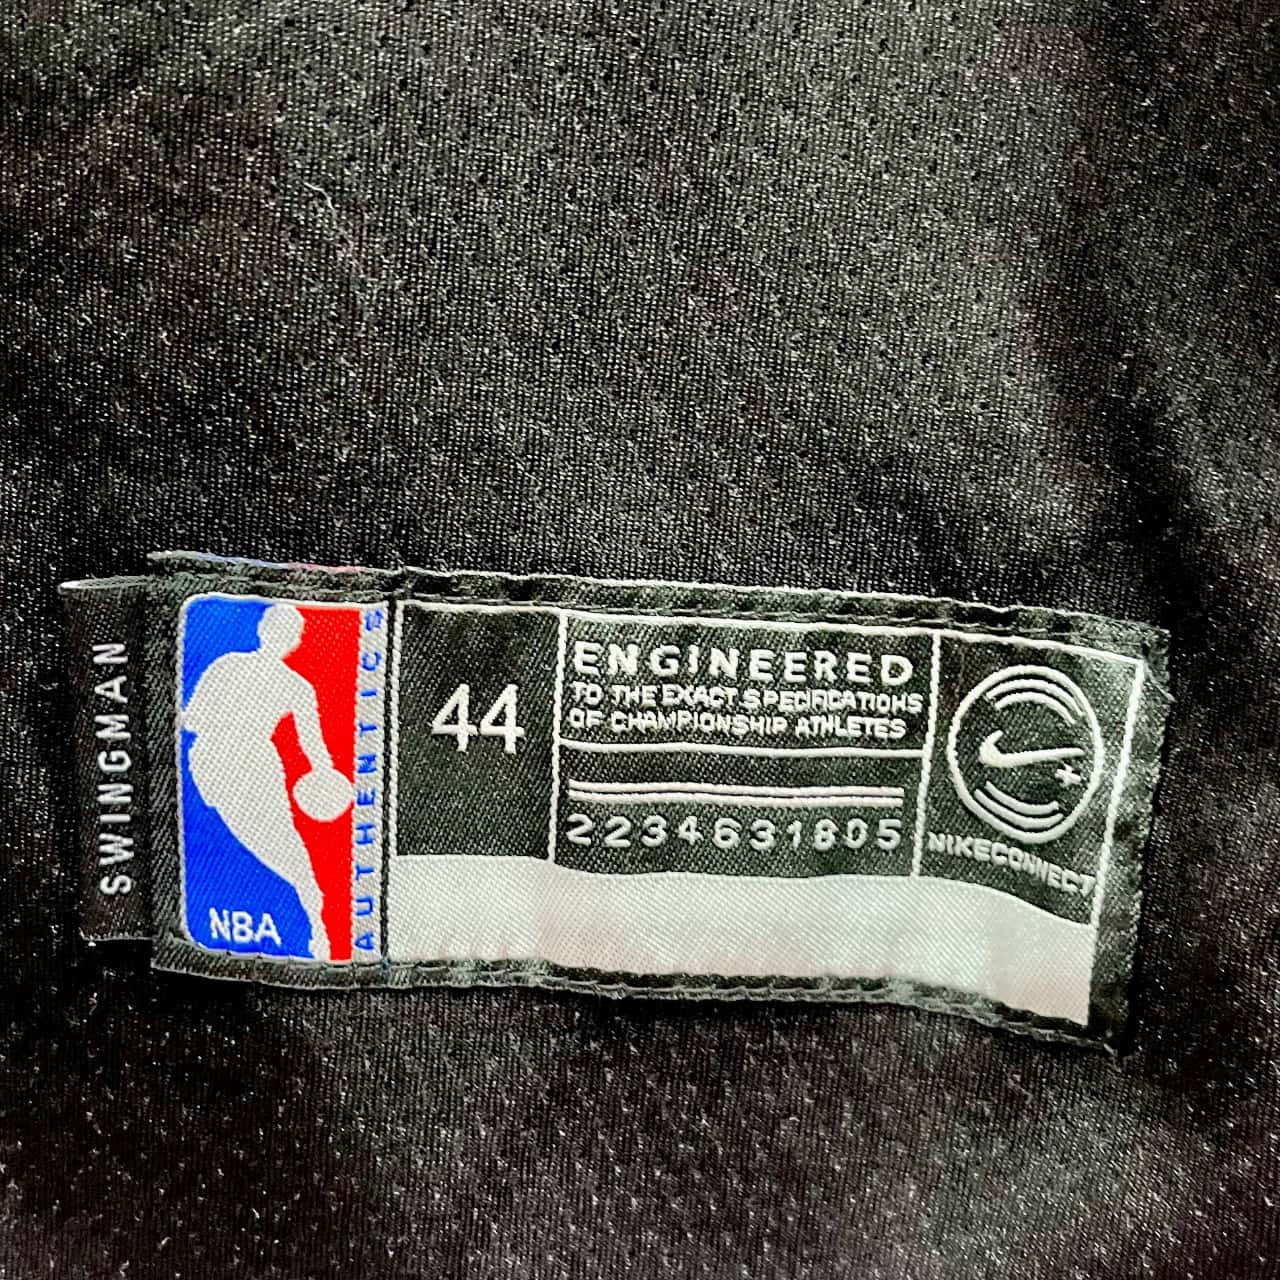 SWINGMAN
NBA
AUTHENTICS
44
ENGINEERED
TO THE EXACT SPECIFICATIONS
OF CHAMPIONSHIP ATHLETES
2234631805
NIKECONNECT